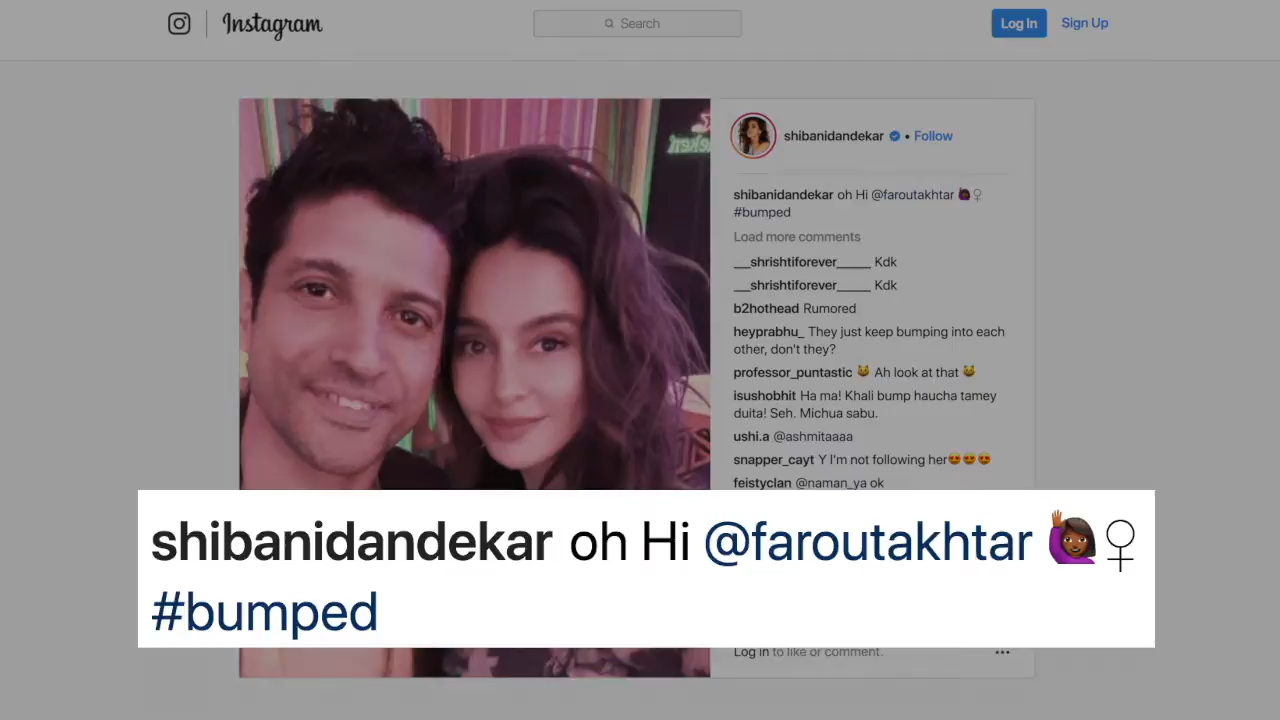 Instagram
Search
Log In
Sign Up
Heineken
shibanidandekar • Follow
shibanidandekar oh Hi @faroutakhtar 🙋🏾♀
#bumped
Load more comments
___shrishtiforever_____ Kdk
___shrishtiforever_____ Kdk
b2hothead Rumored
heyprabhu_ They just keep bumping into each
other, don't they?
professor_puntastic 😺 Ah look at that 😺
isushobhit Ha ma! Khali bump haucha tamey
duita! Seh. Michua sabu.
ushi.a @ashmitaaaa
snapper_cayt Y I'm not following her😍😍😍
feistyclan @naman_ya ok
shibanidandekar oh Hi @faroutakhtar 🙋🏾♀
#bumped
Log in to like or comment.